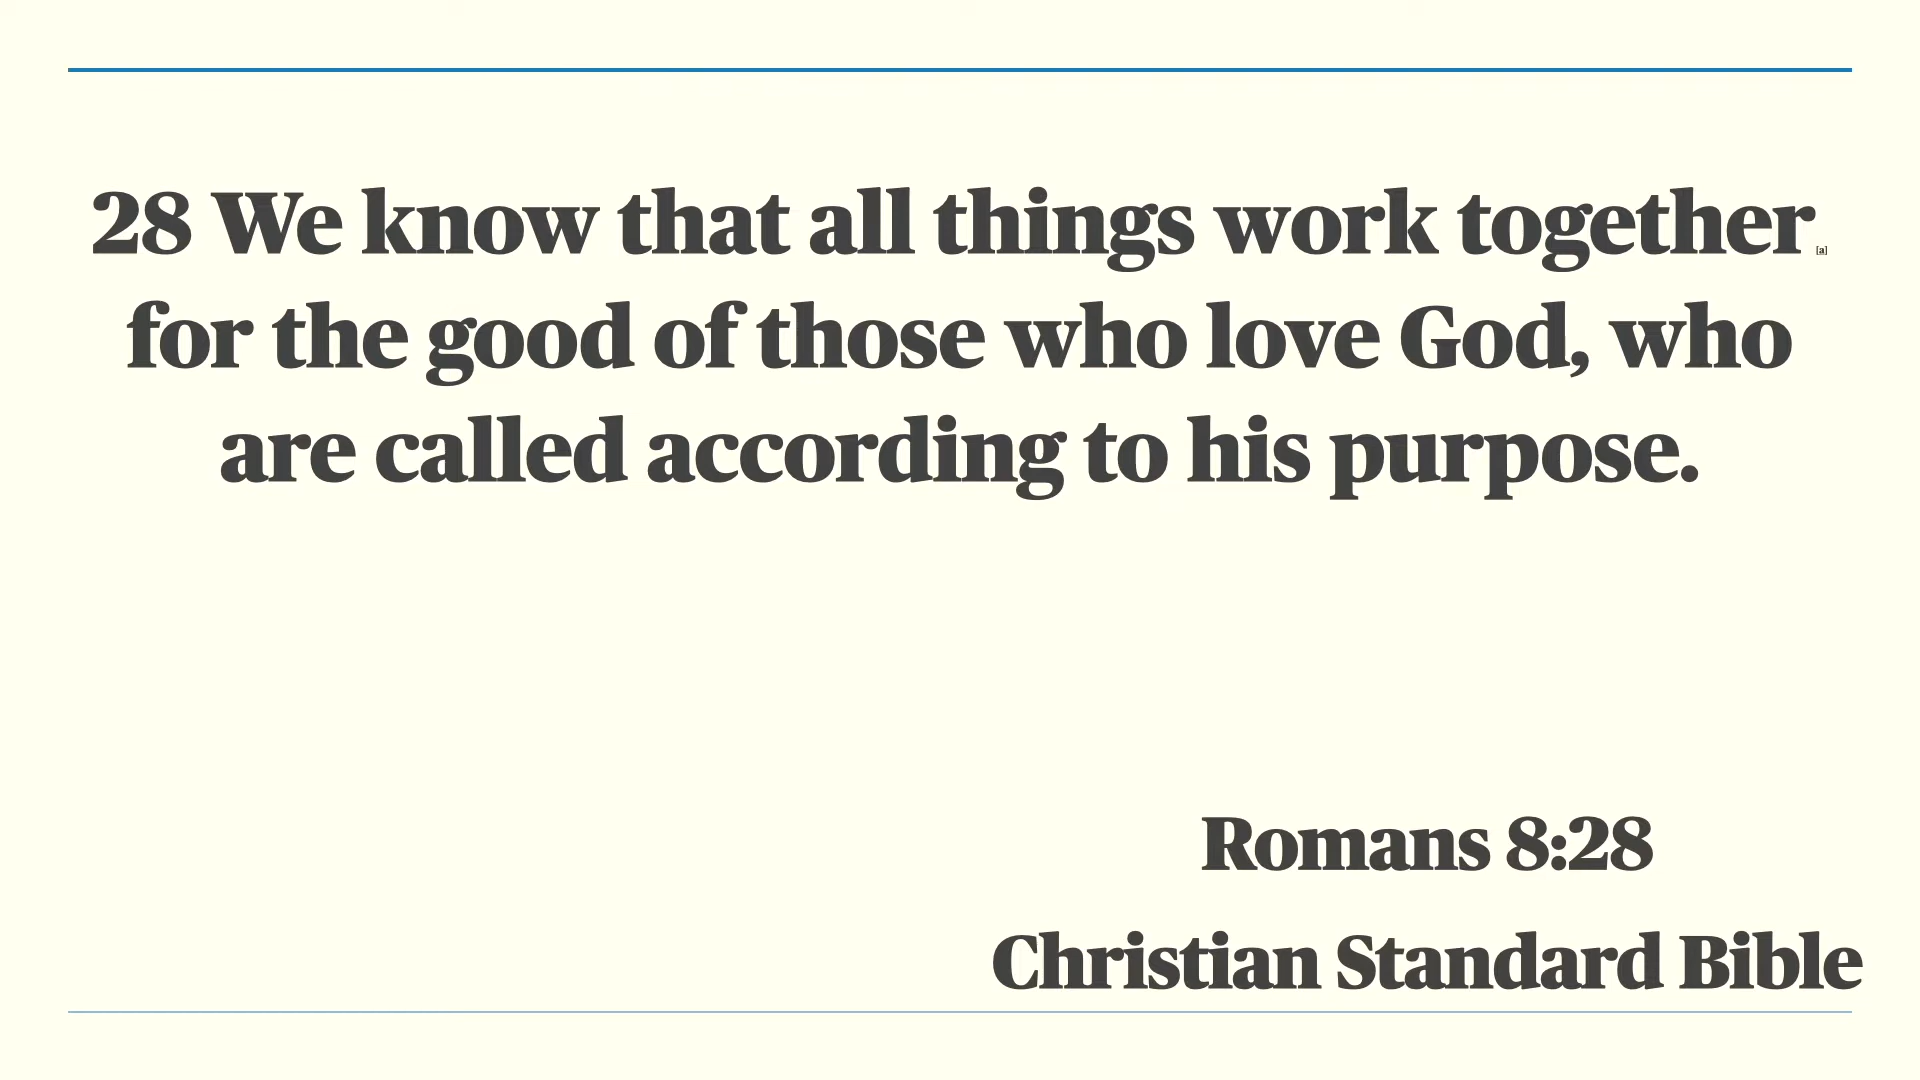 28 We know that all things work together [a]
for the good of those who love God, who
are called according to his purpose.
Romans 8:28
Christian Standard Bible